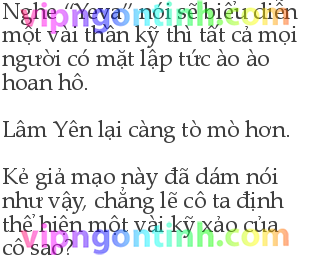 Nghe “Yeva” nói sẽ biểu diễn
một vài thần kỹ thì tất cả mọi
người có mặt lập tức ào ào
hoan hô.
Lâm Yên lại càng tò mò hơn.
Kẻ giả mạo này đã dám nói
như vậy, chẳng lẽ cô ta định
thể hiện một vài kỹ xảo của
cô sao?
vipngontinh.com
vipngontinh.com